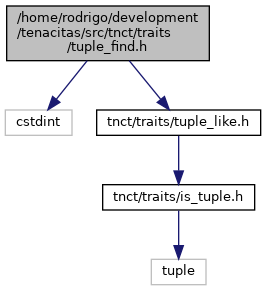 /home/rodrigo/development
/tenacitas/src/tnct/traits
/tuple_find.h
cstdint
tnct/traits/tuple_like.h
tnct/traits/is_tuple.h
tuple